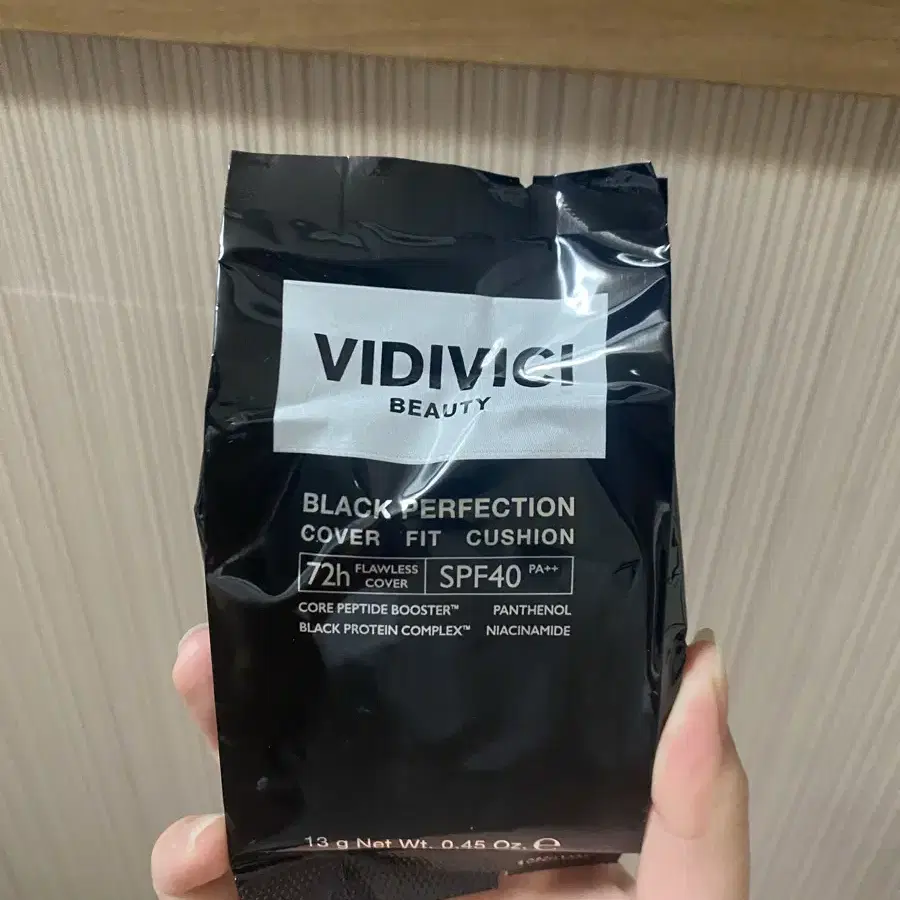 VIDIVICI
BEAUTY
BLACK PERFECTION
COVER FIT CUSHION
72h FLAWLESS COVER SPF40 PA++
CORE PEPTIDE BOOSTER™ PANTHENOL
BLACK PROTEIN COMPLEX™ NIACINAMIDE
13 g Net Wt. 0.45 Oz. ℮